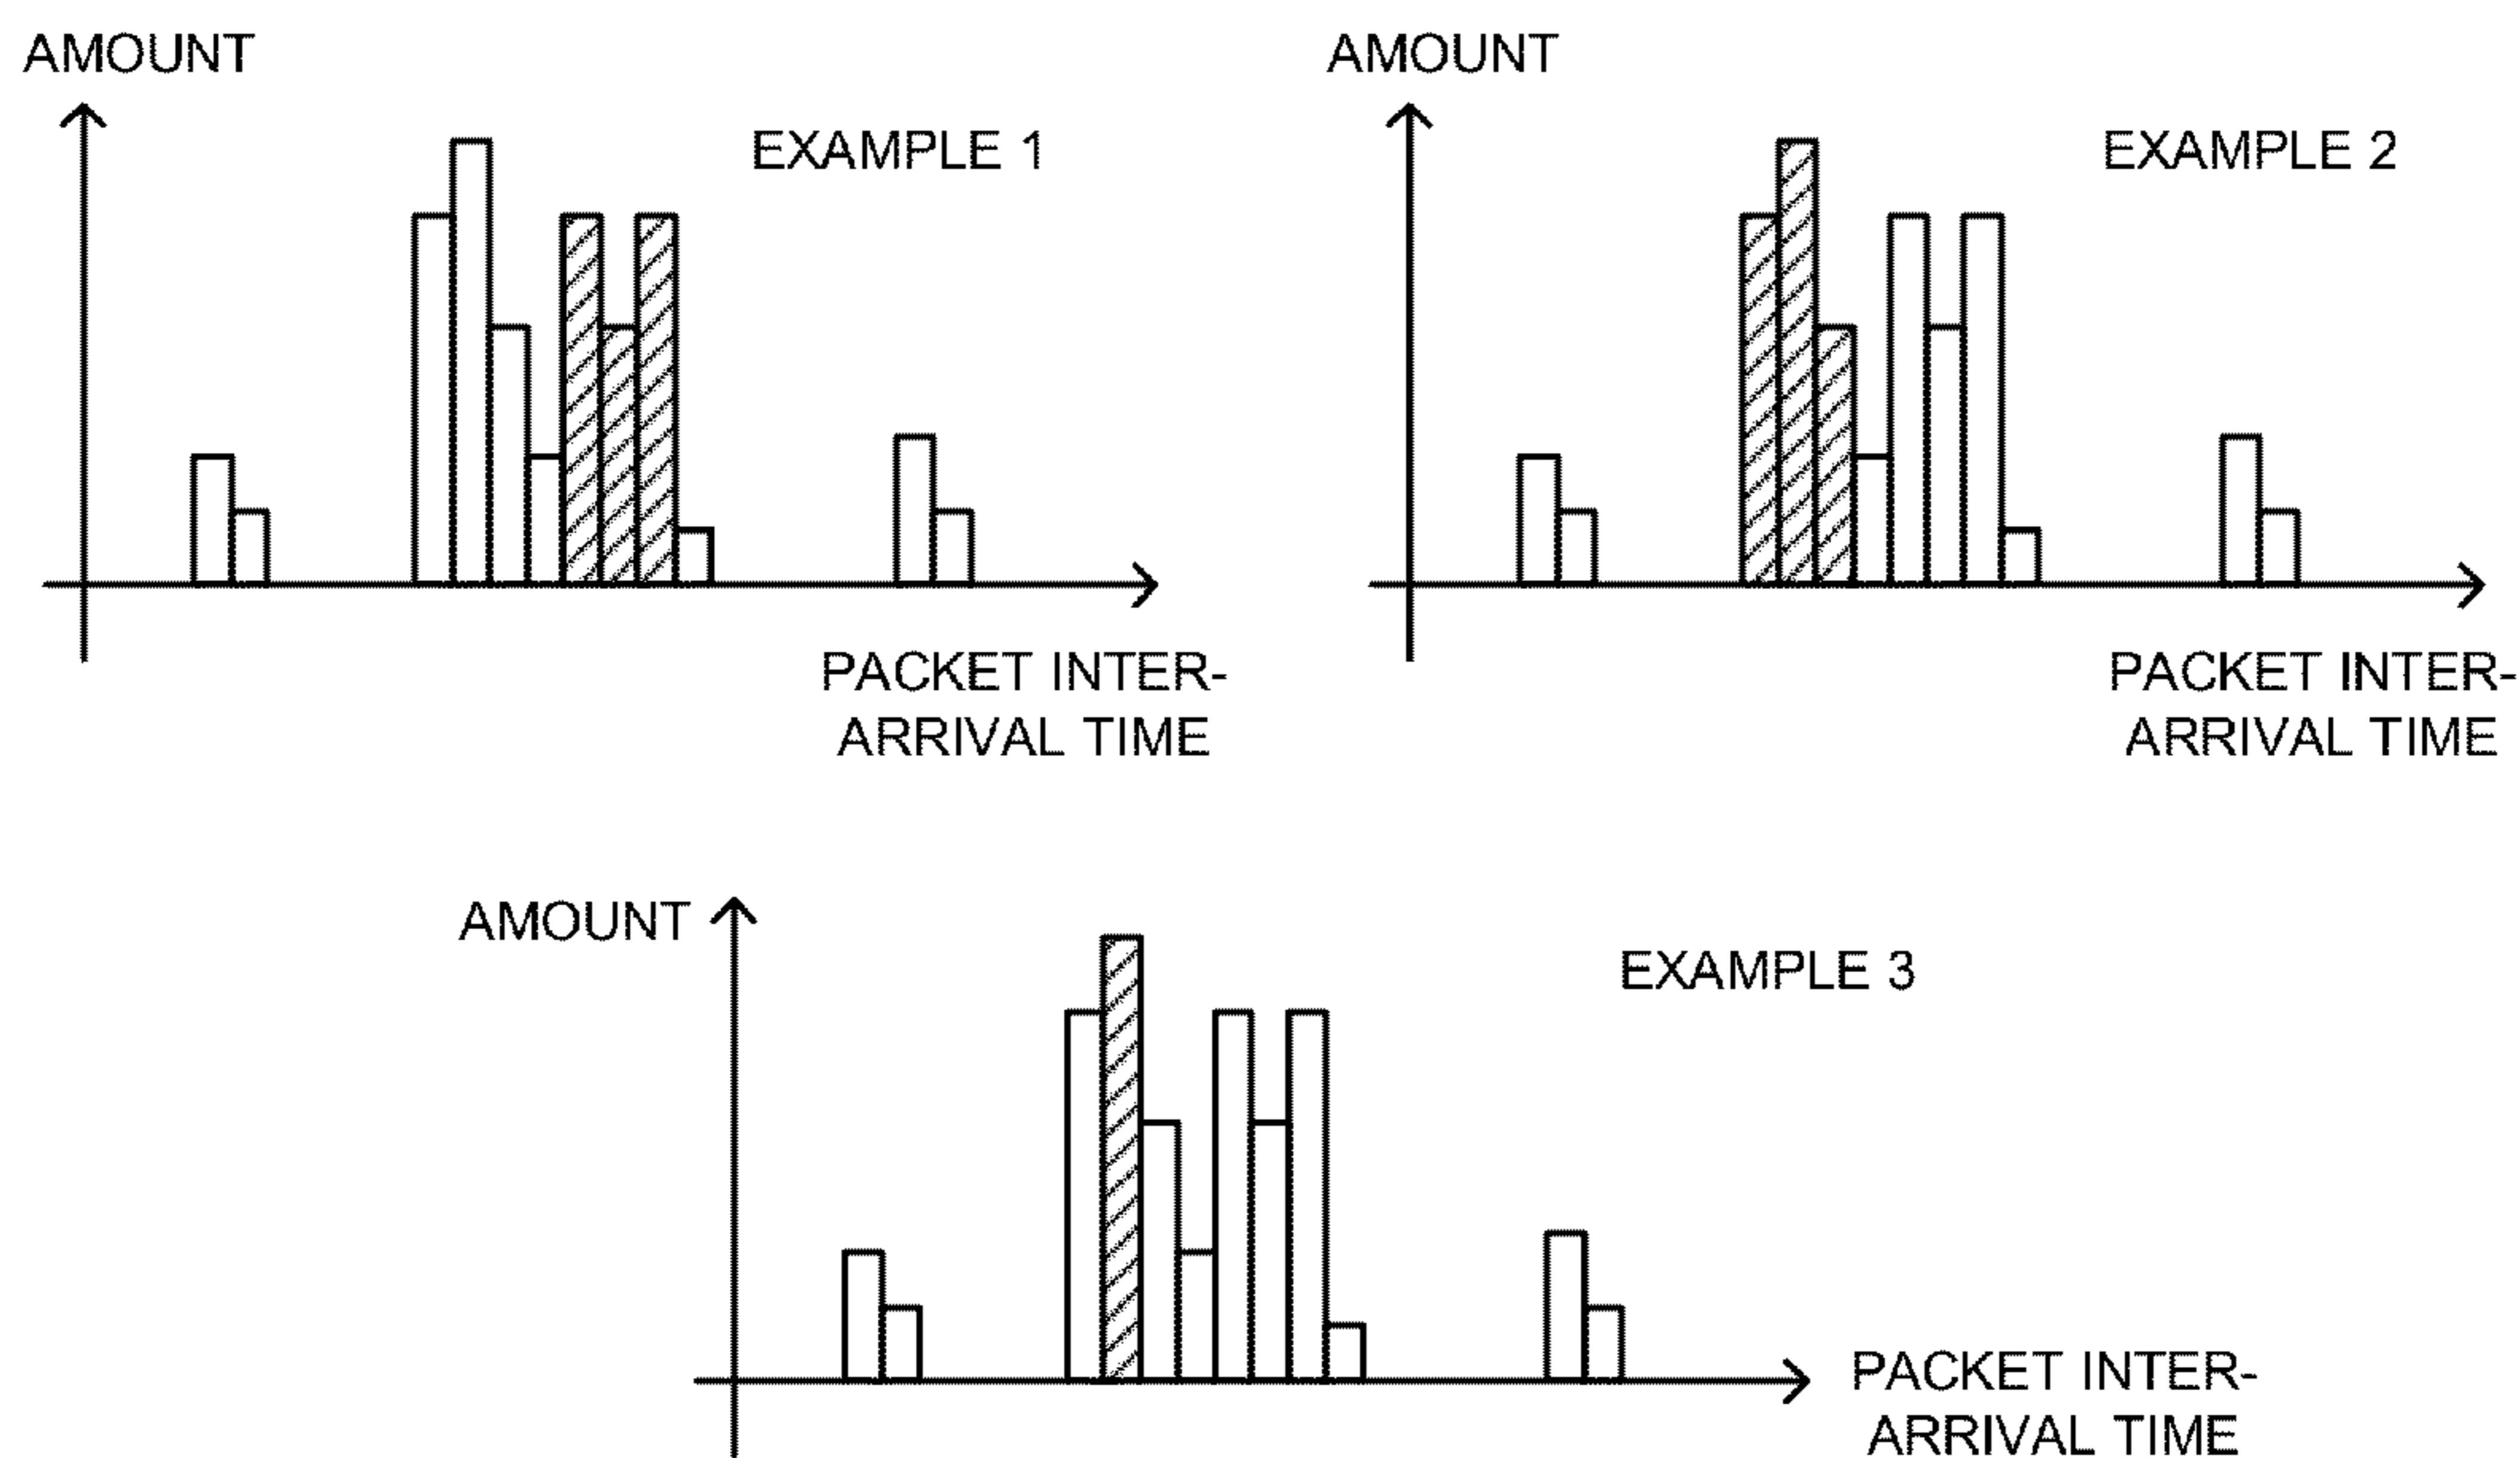 AMOUNT
EXAMPLE 1
PACKET INTER-
ARRIVAL TIME
AMOUNT
EXAMPLE 2
PACKET INTER-
ARRIVAL TIME
AMOUNT
EXAMPLE 3
PACKET INTER-
ARRIVAL TIME